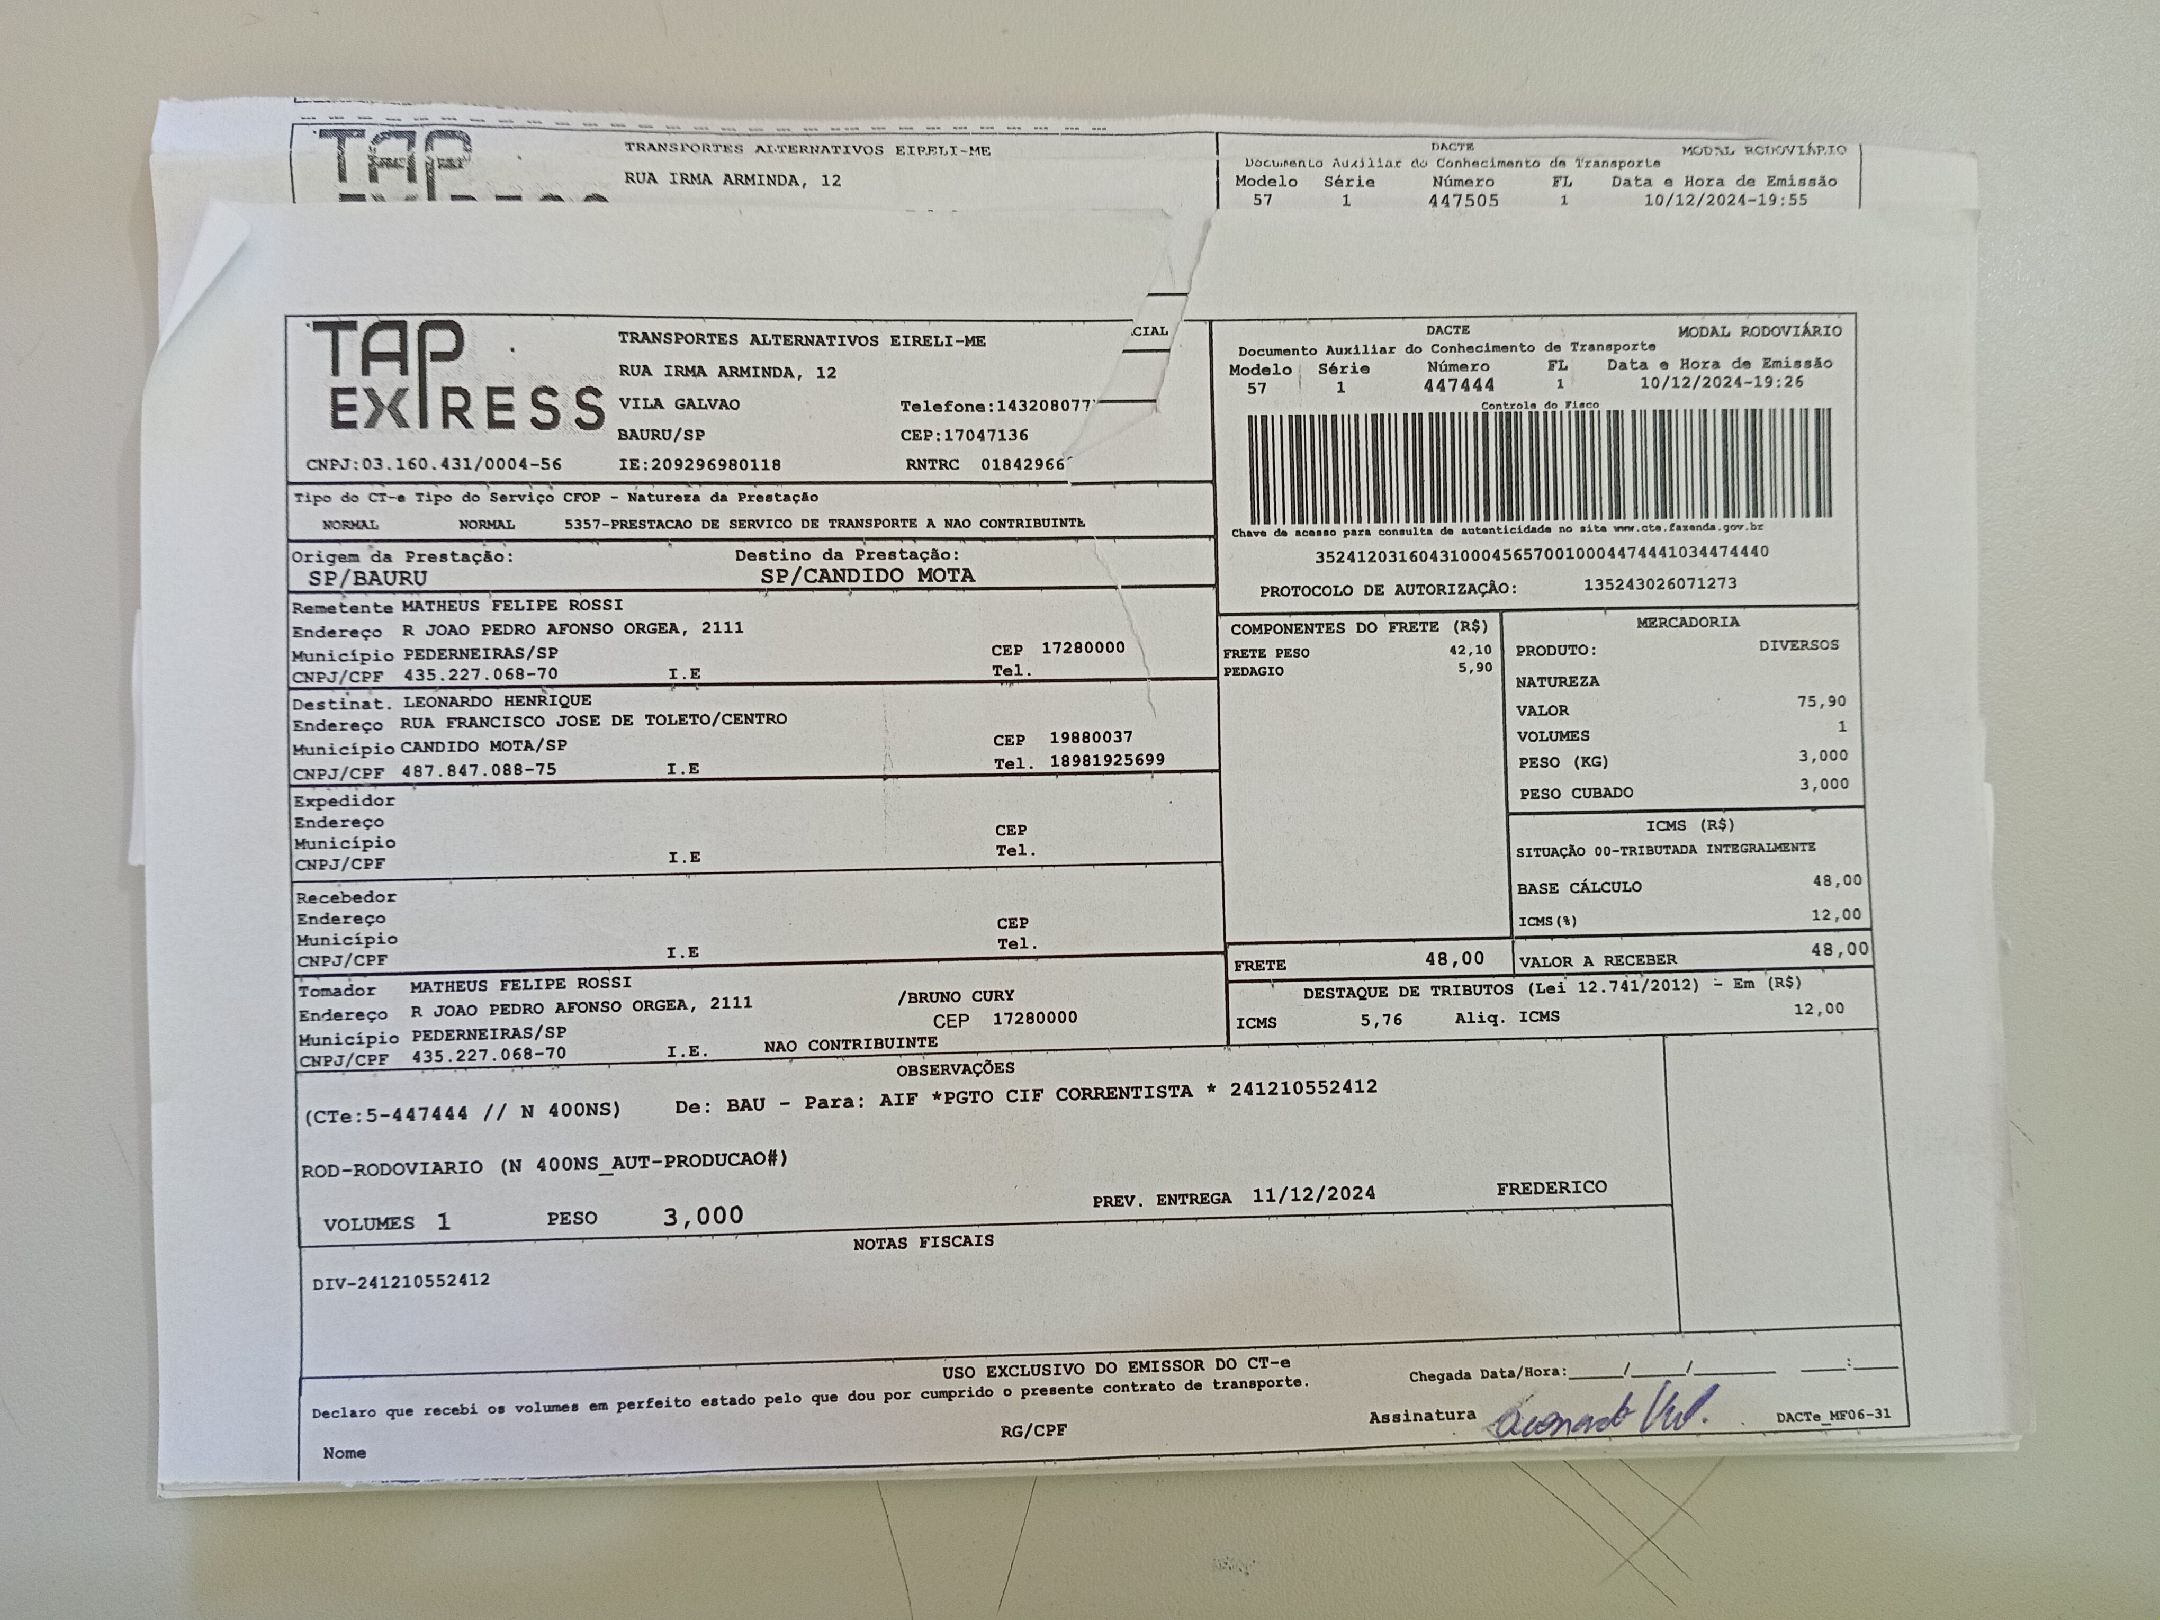 TAP
TRANSPORTES ALTERNATIVOS EIRELI-ME
RUA IRMA ARMINDA, 12
DACTE
MODAL RODOVIÁRIO
Documento Auxiliar do Conhecimento de Transporte
Modelo Série Número FL Data e Hora de Emissão
57 1 447505 1 10/12/2024-19:55
TAP EXPRESS
TRANSPORTES ALTERNATIVOS EIRELI-ME
CIAL
RUA IRMA ARMINDA, 12
VILA GALVAO Telefone:143208077
BAURU/SP CEP:17047136
CNPJ:03.160.431/0004-56 IE:209296980118 RNTRC 01842966
DACTE MODAL RODOVIÁRIO
Documento Auxiliar do Conhecimento de Transporte
Modelo Série Número FL Data e Hora de Emissão
57 1 447444 1 10/12/2024-19:26
Controle do Fisco
Chave de acesso para consulta de autenticidade no site www.cte.fazenda.gov.br
35241203160431000456570010004474441034474440
PROTOCOLO DE AUTORIZAÇÃO: 135243026071273
Tipo do CT-e Tipo do Serviço CFOP - Natureza da Prestação
NORMAL NORMAL 5357-PRESTACAO DE SERVICO DE TRANSPORTE A NAO CONTRIBUINTE
Origem da Prestação: Destino da Prestação:
SP/BAURU SP/CANDIDO MOTA
Remetente MATHEUS FELIPE ROSSI
Endereço R JOAO PEDRO AFONSO ORGEA, 2111
Município PEDERNEIRAS/SP CEP 17280000
CNPJ/CPF 435.227.068-70 I.E Tel.
Destinat. LEONARDO HENRIQUE
Endereço RUA FRANCISCO JOSE DE TOLETO/CENTRO
Município CANDIDO MOTA/SP CEP 19880037
CNPJ/CPF 487.847.088-75 I.E Tel. 18981925699
Expedidor
Endereço
Município CEP
CNPJ/CPF I.E Tel.
Recebedor
Endereço
Município CEP
CNPJ/CPF I.E Tel.
Tomador MATHEUS FELIPE ROSSI
Endereço R JOAO PEDRO AFONSO ORGEA, 2111 /BRUNO CURY
Município PEDERNEIRAS/SP CEP 17280000
CNPJ/CPF 435.227.068-70 I.E. NAO CONTRIBUINTE
COMPONENTES DO FRETE (R$)
FRETE PESO 42,10
PEDAGIO 5,90
MERCADORIA
PRODUTO: DIVERSOS
NATUREZA
VALOR 75,90
VOLUMES 1
PESO (KG) 3,000
PESO CUBADO 3,000
ICMS (R$)
SITUAÇÃO 00-TRIBUTADA INTEGRALMENTE
BASE CÁLCULO 48,00
ICMS(%) 12,00
FRETE 48,00 VALOR A RECEBER 48,00
DESTAQUE DE TRIBUTOS (Lei 12.741/2012) - Em (R$)
ICMS 5,76 Aliq. ICMS 12,00
OBSERVAÇÕES
(CTe:5-447444 // N 400NS) De: BAU - Para: AIF *PGTO CIF CORRENTISTA * 241210552412
ROD-RODOVIARIO (N 400NS_AUT-PRODUCAO#)
VOLUMES 1 PESO 3,000 PREV. ENTREGA 11/12/2024 FREDERICO
NOTAS FISCAIS
DIV-241210552412
USO EXCLUSIVO DO EMISSOR DO CT-e
Declaro que recebi os volumes em perfeito estado pelo que dou por cumprido o presente contrato de transporte.
Chegada Data/Hora:____/____/______ ___:___
Nome RG/CPF Assinatura DACTe_MF06-31